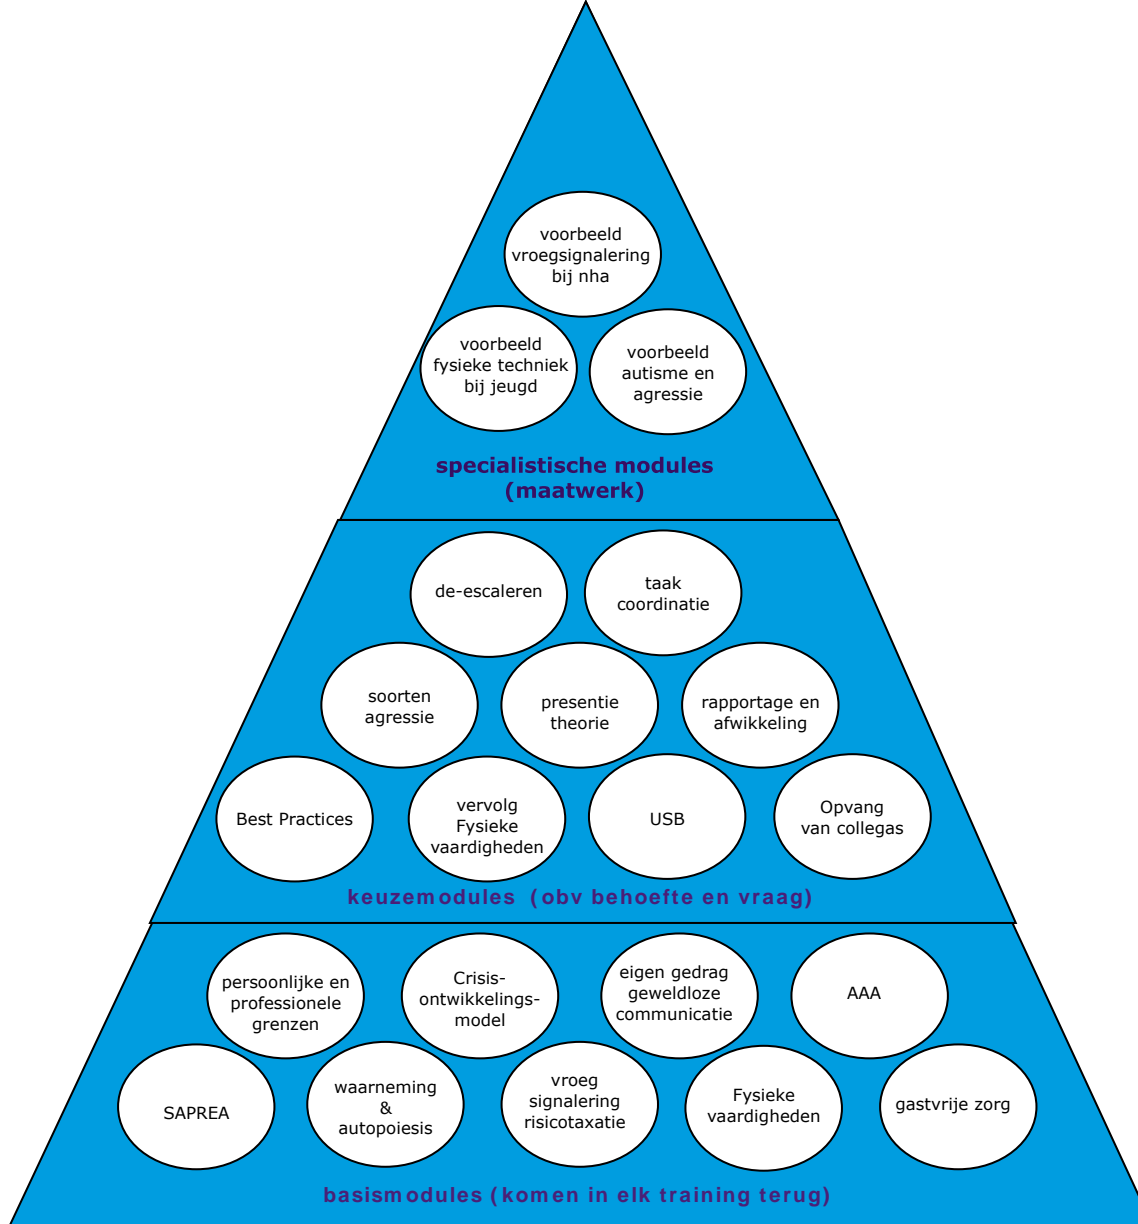 voorbeeld
vroegsignalering
bij nha
voorbeeld
fysieke techniek
bij jeugd
voorbeeld
autisme en
agressie
specialistische modules
(maatwerk)
de-escaleren
taak
coordinatie
soorten
agressie
presentie
theorie
rapportage en
afwikkeling
Best Practices
vervolg
Fysieke
vaardigheden
USB
Opvang
van collegas
keuzemodules (obv behoefte en vraag)
persoonlijke en
professionele
grenzen
Crisis-
ontwikkelings-
model
eigen gedrag
geweldloze
communicatie
AAA
SAPREA
waarneming
&
autopoiesis
vroeg
signalering
risicotaxatie
Fysieke
vaardigheden
gastvrije zorg
basismodules (komen in elk training terug)